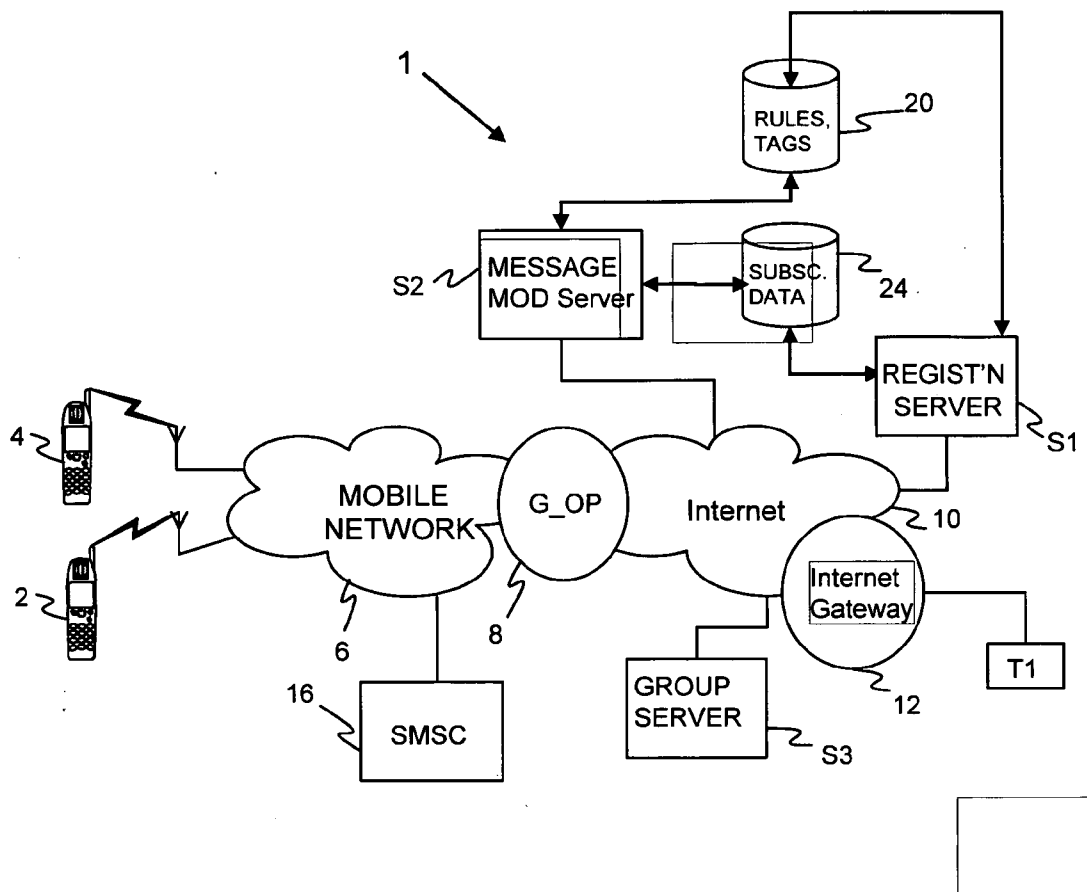 1
RULES,
TAGS
20
MESSAGE
MOD Server
S2
SUBSC.
DATA
24
REGIST'N
SERVER
S1
4
MOBILE
NETWORK
G_OP
Internet
10
2
6
8
Internet
Gateway
12
T1
16
SMSC
GROUP
SERVER
S3